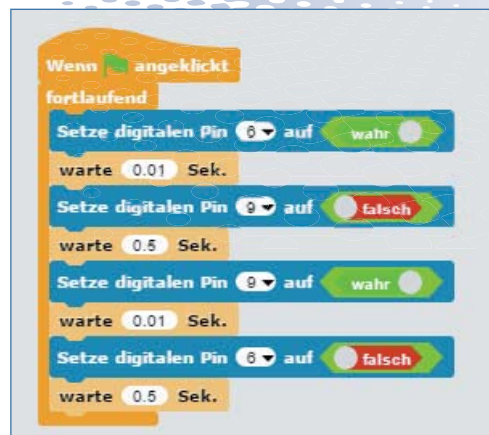 Wenn angeklickt
fortlaufend
Setze digitalen Pin 6 auf wahr
warte 0.01 Sek.
Setze digitalen Pin 9 auf falsch
warte 0.5 Sek.
Setze digitalen Pin 9 auf wahr
warte 0.01 Sek.
Setze digitalen Pin 6 auf falsch
warte 0.5 Sek.